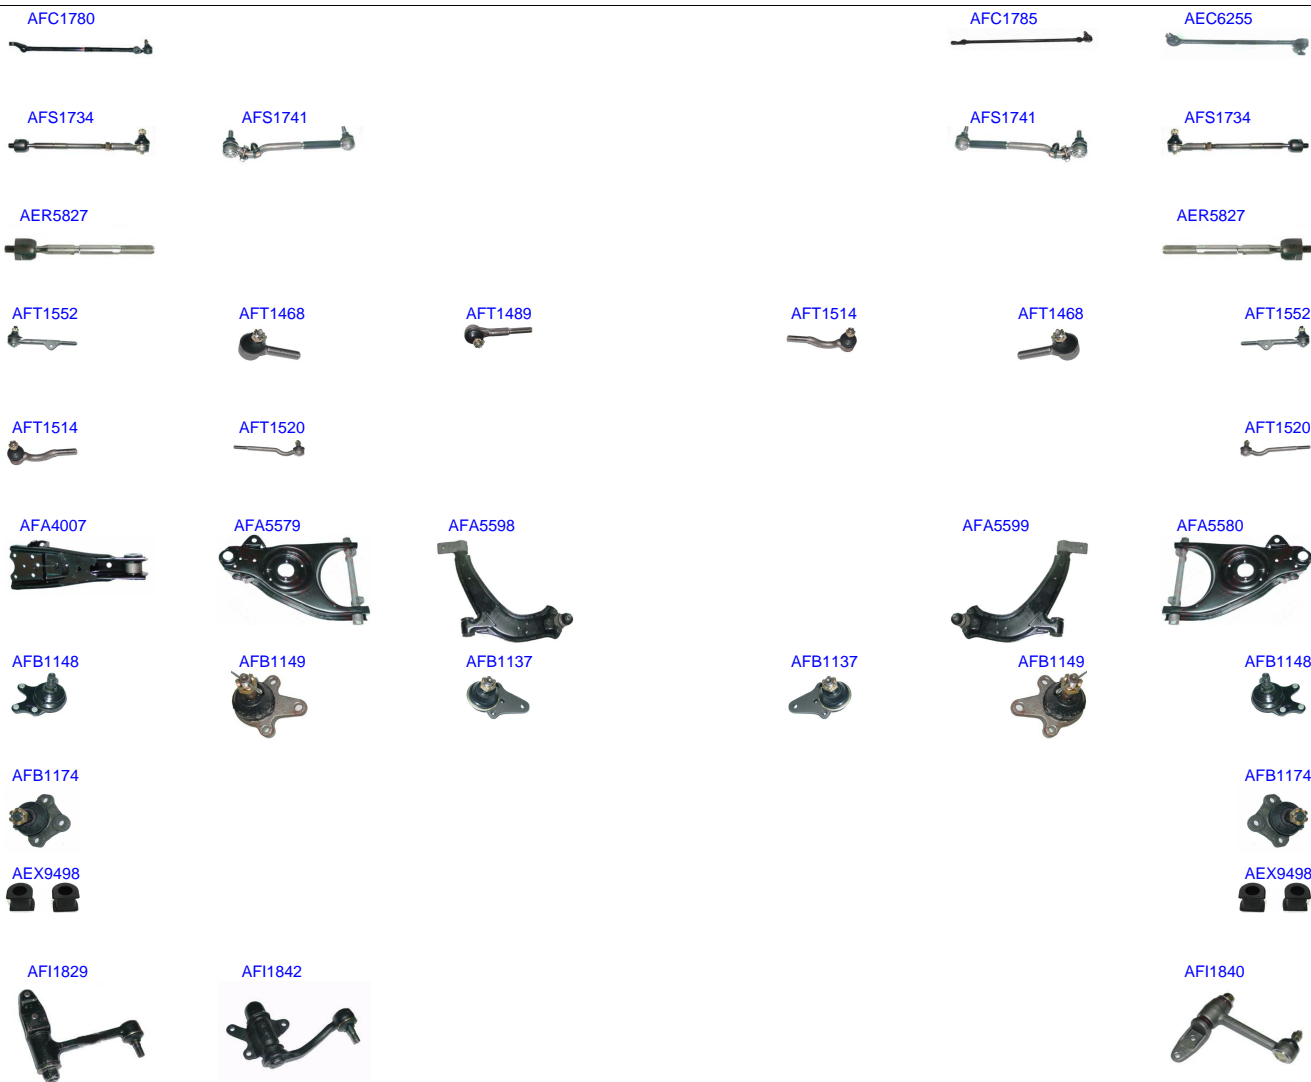 AFC1780 AFC1785 AEC6255
AFS1734 AFS1741 AFS1741 AFS1734
AER5827 AER5827
AFT1552 AFT1468 AFT1489 AFT1514 AFT1468 AFT1552
AFT1514 AFT1520 AFT1520
AFA4007 AFA5579 AFA5598 AFA5599 AFA5580
AFB1148 AFB1149 AFB1137 AFB1137 AFB1149 AFB1148
AFB1174 AFB1174
AEX9498 AEX9498
AFI1829 AFI1842 AFI1840